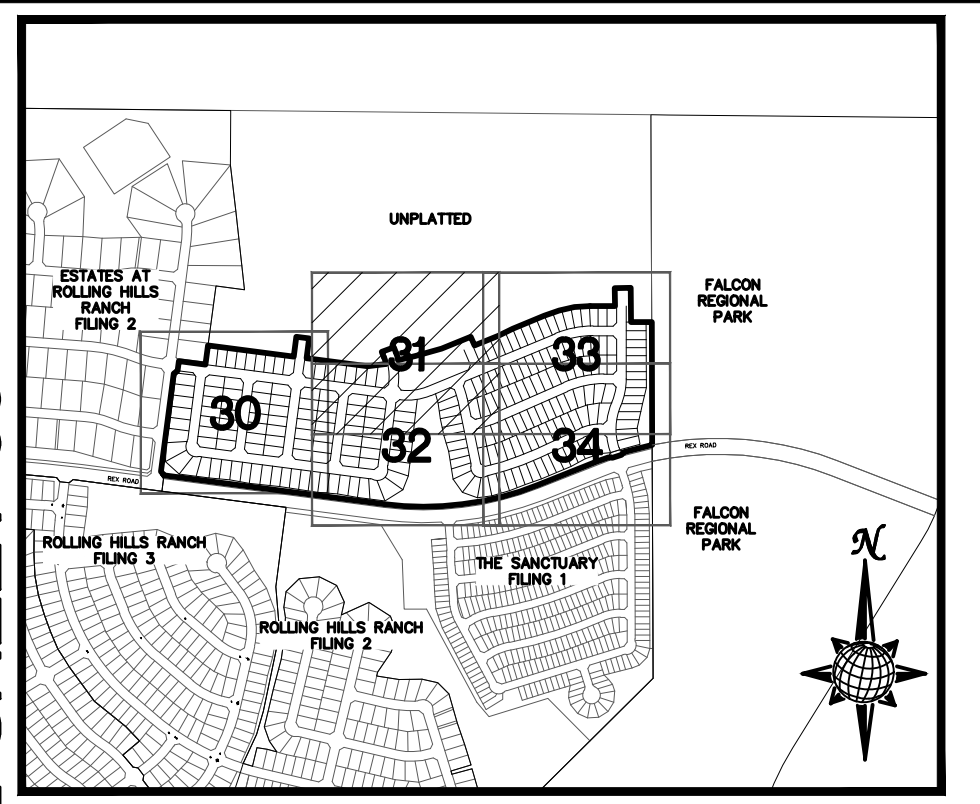 UNPLATTED
ESTATES AT
ROLLING HILLS
RANCH
FILING 2
FALCON
REGIONAL
PARK
31
33
30
32
34
REX ROAD
REX ROAD
FALCON
REGIONAL
PARK
ROLLING HILLS RANCH
FILING 3
THE SANCTUARY
FILING 1
ROLLING HILLS RANCH
FILING 2
N